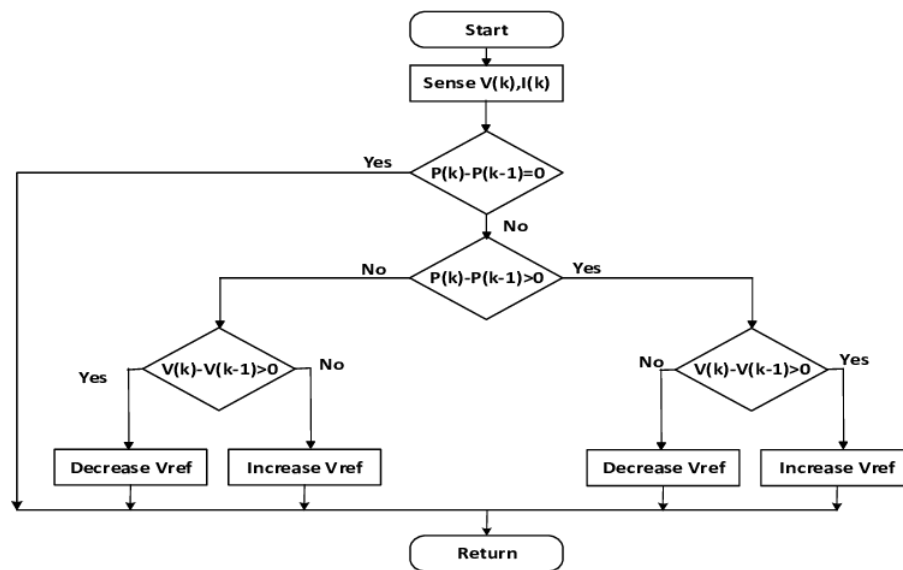 Start
Sense V(k),I(k)
Yes
P(k)-P(k-1)=0
No
No
P(k)-P(k-1)>0
Yes
Yes
V(k)-V(k-1)>0
No
No
V(k)-V(k-1)>0
Yes
Decrease Vref
Increase Vref
Decrease Vref
Increase Vref
Return